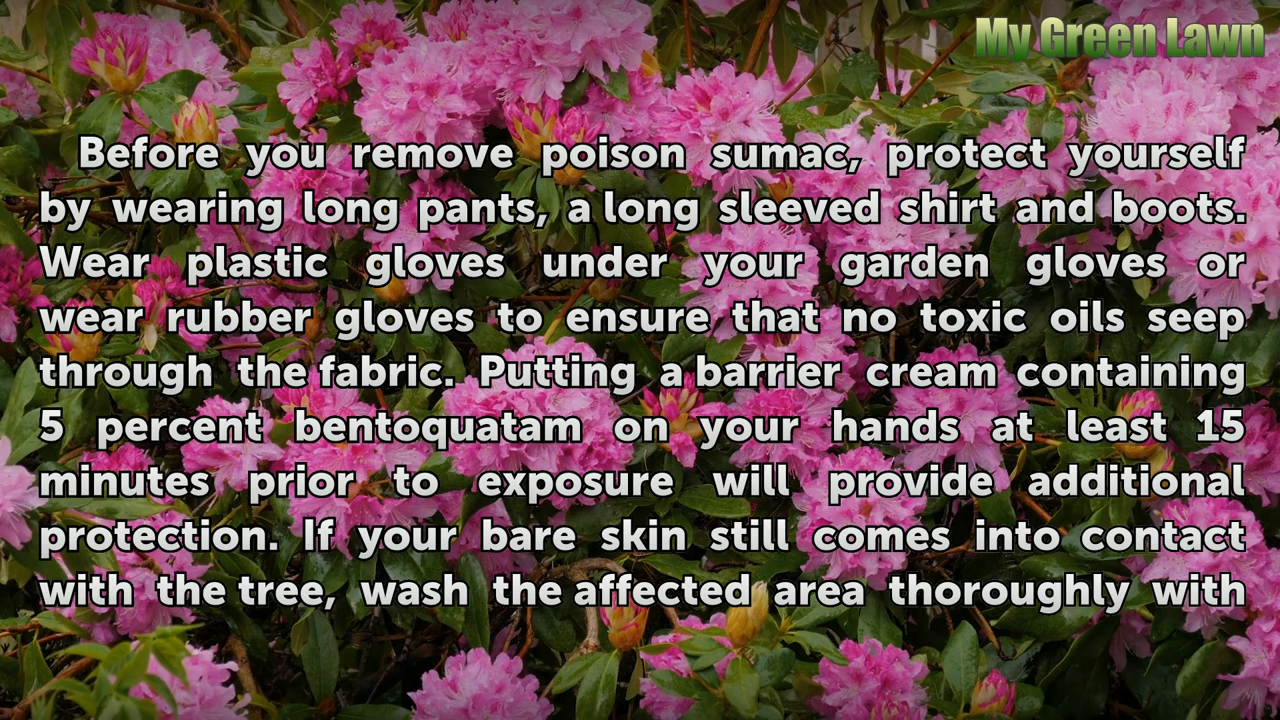 My Green Lawn
Before you remove poison sumac, protect yourself
by wearing long pants, a long sleeved shirt and boots.
Wear plastic gloves under your garden gloves or
wear rubber gloves to ensure that no toxic oils seep
through the fabric. Putting a barrier cream containing
5 percent bentoquatam on your hands at least 15
minutes prior to exposure will provide additional
protection. If your bare skin still comes into contact
with the tree, wash the affected area thoroughly with